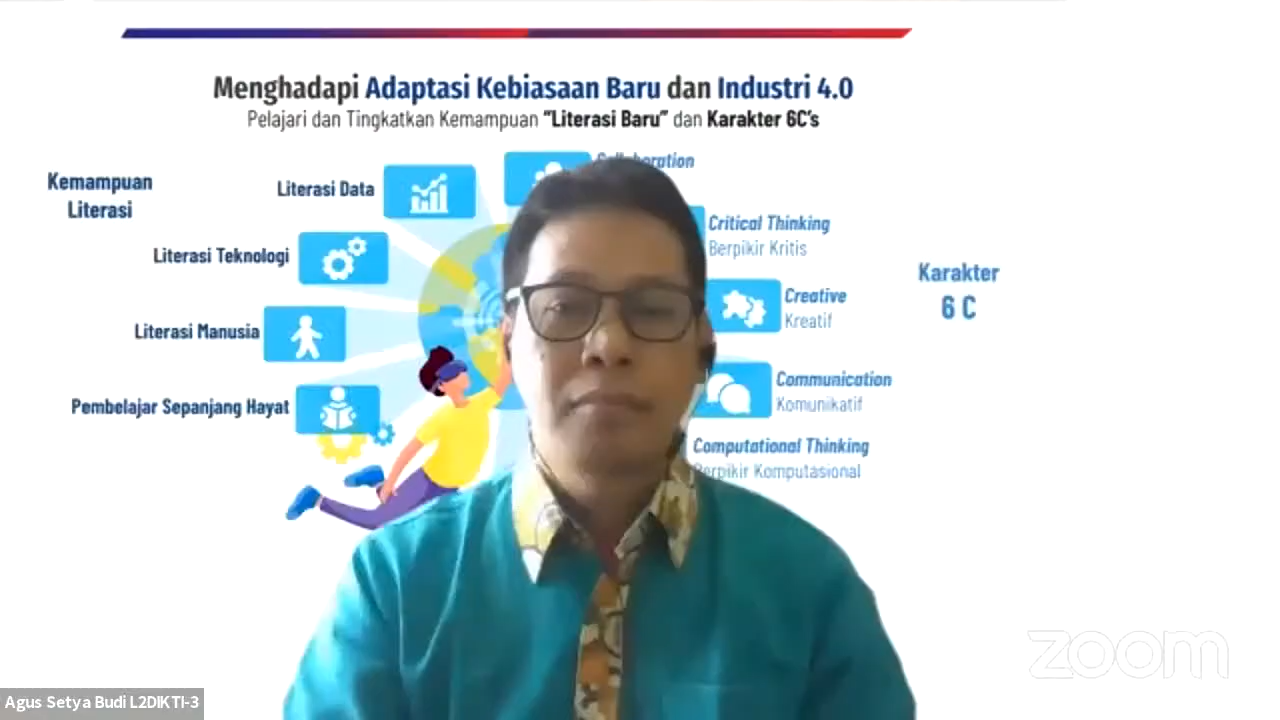 Menghadapi Adaptasi Kebiasaan Baru dan Industri 4.0
Pelajari dan Tingkatkan Kemampuan "Literasi Baru" dan Karakter 6C's
Kemampuan
Literasi
Literasi Data
Literasi Teknologi
Literasi Manusia
Pembelajar Sepanjang Hayat
Collaboration
Critical Thinking
Berpikir Kritis
Creative
Kreatif
Communication
Komunikatif
Computational Thinking
Berpikir Komputasional
Karakter
6 C
zoom
Agus Setya Budi L2DIKTI-3